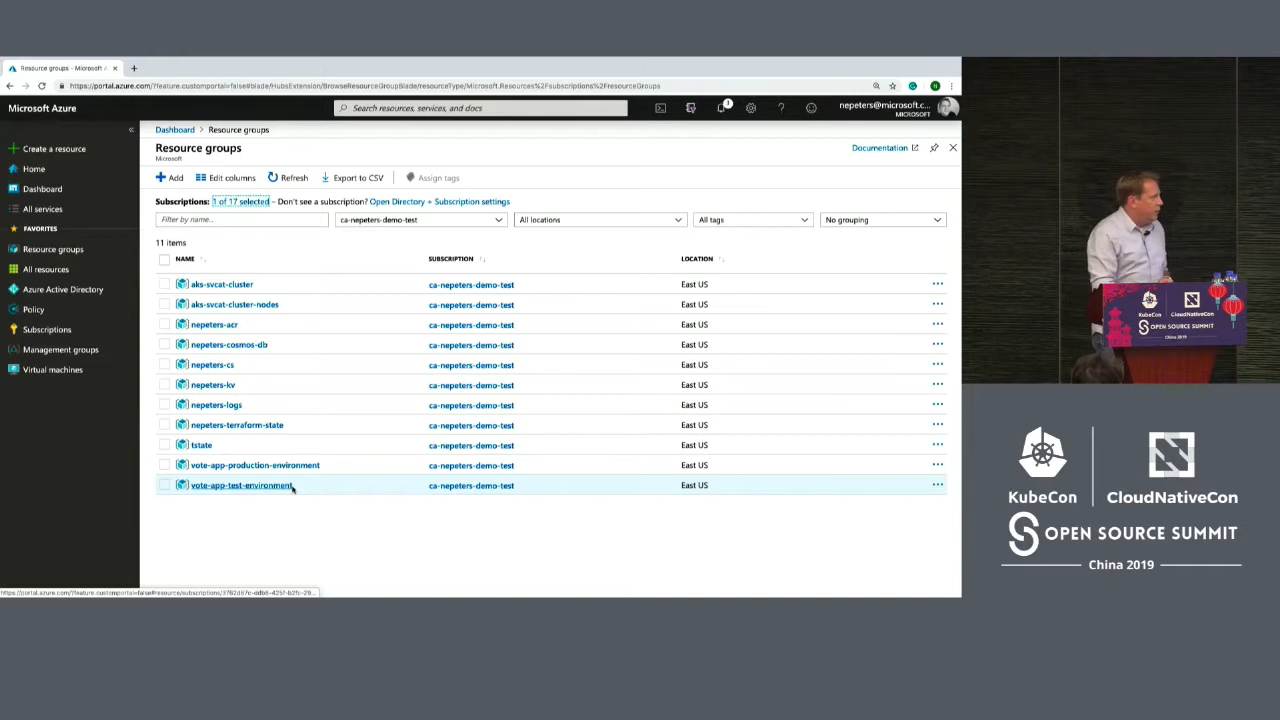 Resource groups - Microsoft A
https://portal.azure.com/?feature.customportal=false#blade/HubsExtension/BrowseResourceGroupBlade/resourceType/Microsoft.Resources%2Fsubscriptions%2FresourceGroups
Microsoft Azure
Search resources, services, and docs
1
nepeters@microsoft.c...
MICROSOFT
Create a resource
Home
Dashboard
All services
FAVORITES
Resource groups
All resources
Azure Active Directory
Policy
Subscriptions
Management groups
Virtual machines
Dashboard > Resource groups
Resource groups
Microsoft
Documentation
Add Edit columns Refresh Export to CSV Assign tags
Subscriptions: 1 of 17 selected – Don't see a subscription? Open Directory + Subscription settings
Filter by name... ca-nepeters-demo-test All locations All tags No grouping
11 items
NAME SUBSCRIPTION LOCATION
aks-svcat-cluster ca-nepeters-demo-test East US
aks-svcat-cluster-nodes ca-nepeters-demo-test East US
nepeters-acr ca-nepeters-demo-test East US
nepeters-cosmos-db ca-nepeters-demo-test East US
nepeters-cs ca-nepeters-demo-test East US
nepeters-kv ca-nepeters-demo-test East US
nepeters-logs ca-nepeters-demo-test East US
nepeters-terraform-state ca-nepeters-demo-test East US
tstate ca-nepeters-demo-test East US
vote-app-production-environment ca-nepeters-demo-test East US
vote-app-test-environment ca-nepeters-demo-test East US
KubeCon CloudNativeCon
OPEN SOURCE SUMMIT
China 2019
KubeCon CloudNativeCon
OPEN SOURCE SUMMIT
China 2019